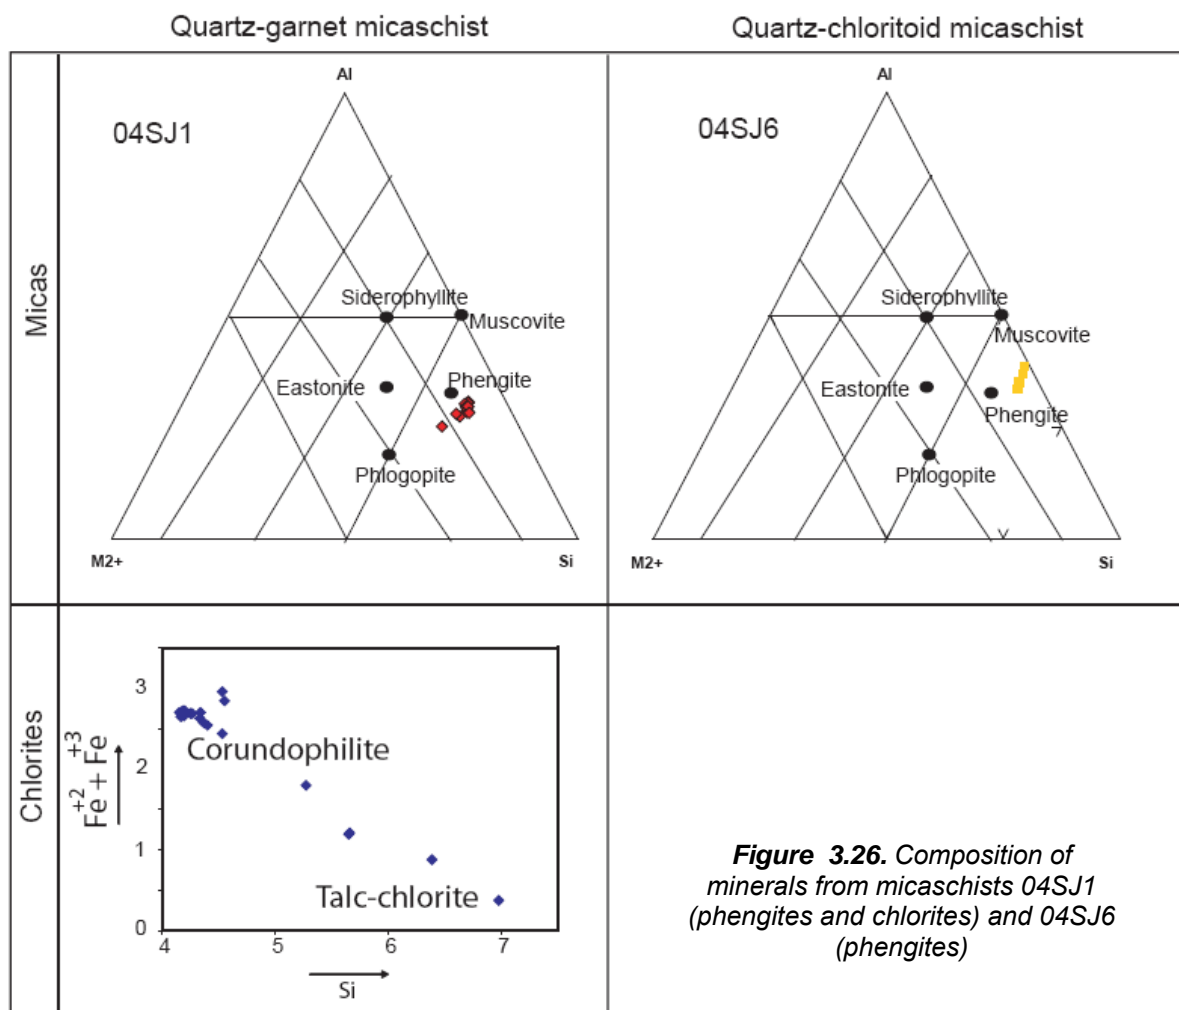 Quartz-garnet micaschist
Quartz-chloritoid micaschist
Micas
Al
04SJ1
Siderophyllite
Muscovite
Eastonite
Phengite
Phlogopite
M2+
Si
Al
04SJ6
Siderophyllite
Muscovite
Eastonite
Phengite
Phlogopite
M2+
Si
Chlorites
Fe+2 + Fe+3
3
2
1
0
Corundophilite
Talc-chlorite
4 5 6 7
Si
Figure 3.26. Composition of
minerals from micaschists 04SJ1
(phengites and chlorites) and 04SJ6
(phengites)